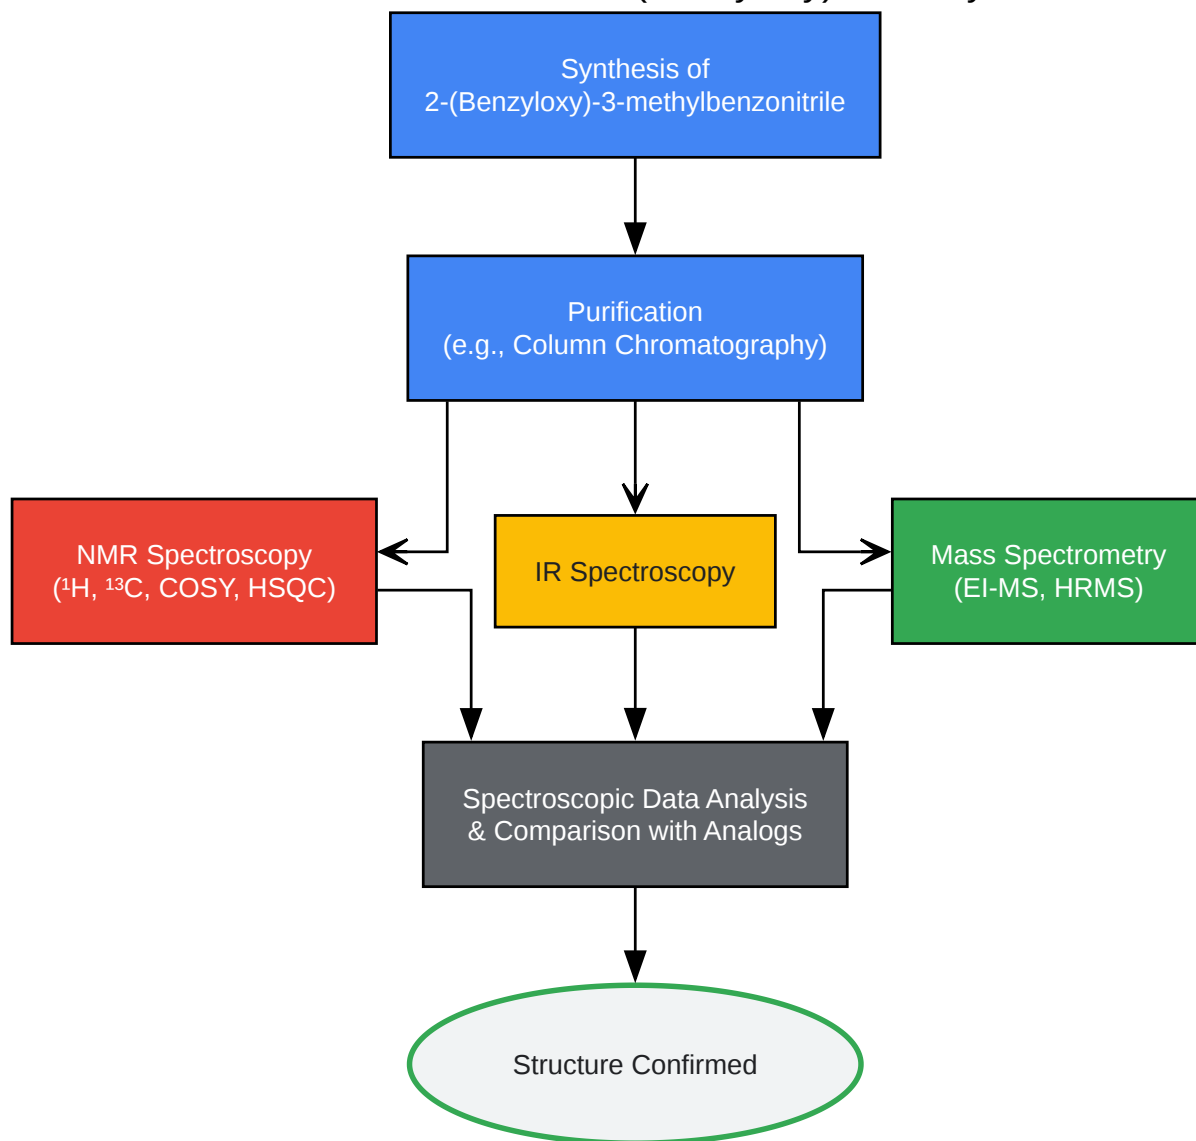 Synthesis of
2-(Benzyloxy)-3-methylbenzonitrile
Purification
(e.g., Column Chromatography)
NMR Spectroscopy
(¹H, ¹³C, COSY, HSQC)
IR Spectroscopy
Mass Spectrometry
(EI-MS, HRMS)
Spectroscopic Data Analysis
& Comparison with Analogs
Structure Confirmed